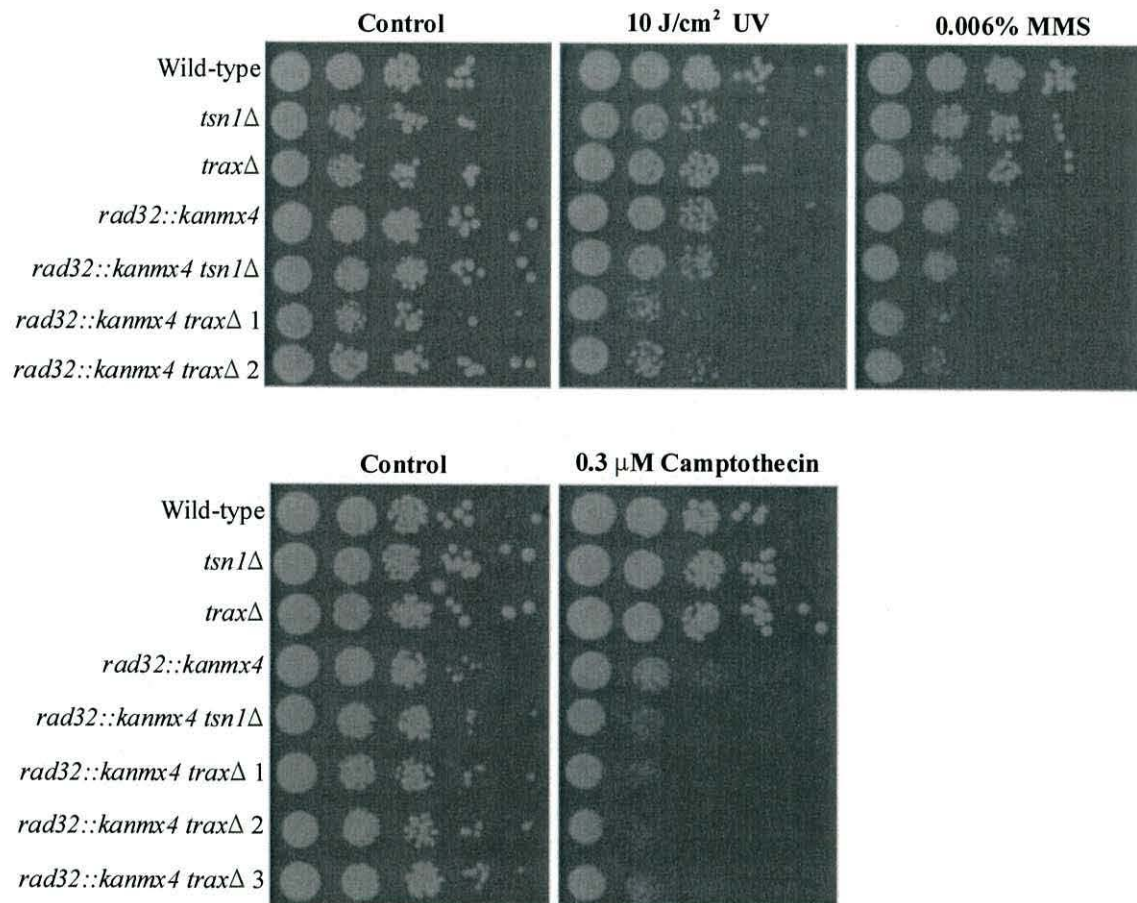 Control 10 J/cm² UV 0.006% MMS
Wild-type
tsn1Δ
traxΔ
rad32::kanmx4
rad32::kanmx4 tsn1Δ
rad32::kanmx4 traxΔ 1
rad32::kanmx4 traxΔ 2
Control 0.3 μM Camptothecin
Wild-type
tsn1Δ
traxΔ
rad32::kanmx4
rad32::kanmx4 tsn1Δ
rad32::kanmx4 traxΔ 1
rad32::kanmx4 traxΔ 2
rad32::kanmx4 traxΔ 3